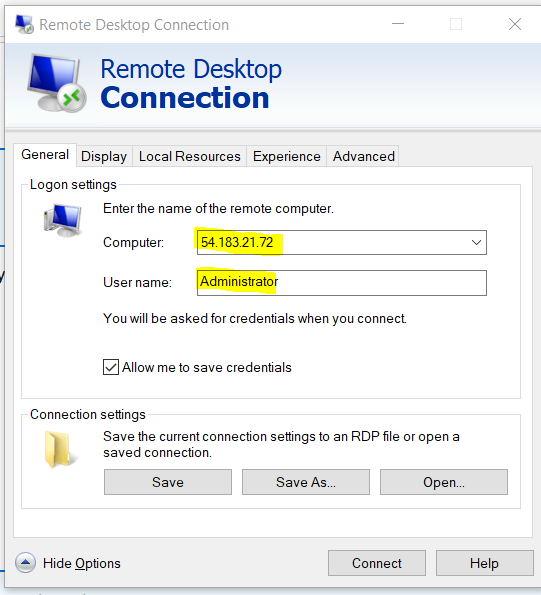 Remote Desktop Connection
Remote Desktop
Connection
General Display Local Resources Experience Advanced
Logon settings
Enter the name of the remote computer.
Computer: 54.183.21.72
User name: Administrator
You will be asked for credentials when you connect.
Allow me to save credentials
Connection settings
Save the current connection settings to an RDP file or open a
saved connection.
Save Save As... Open...
Hide Options Connect Help